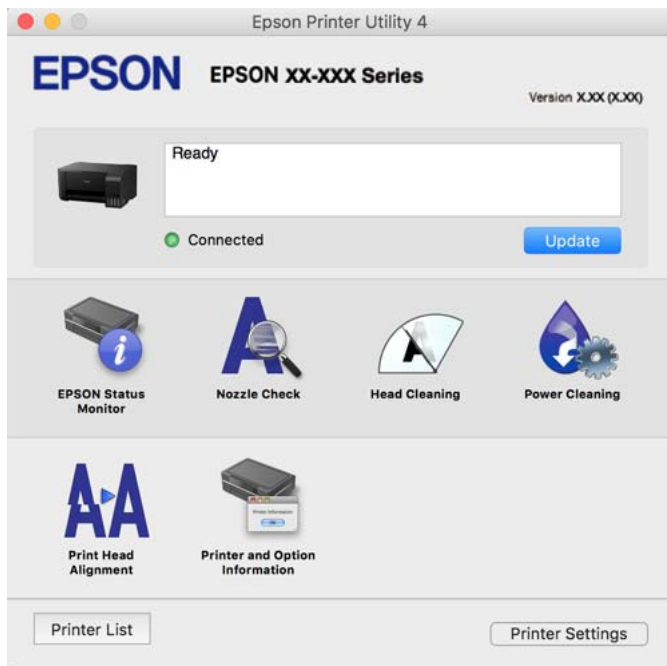 Epson Printer Utility 4
EPSON
EPSON XX-XXX Series
Version X.XX (X.XX)
Ready
Connected
Update
EPSON Status
Monitor
Nozzle Check
Head Cleaning
Power Cleaning
Print Head
Alignment
Printer and Option
Information
Printer List
Printer Settings